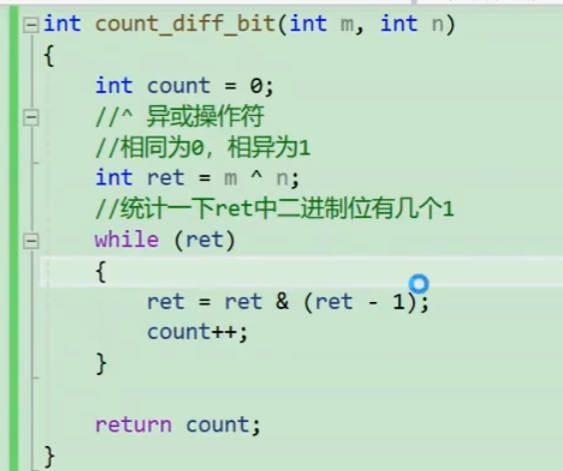 int count_diff_bit(int m, int n)
{
int count = 0;
//^ 异或操作符
//相同为0，相异为1
int ret = m ^ n;
//统计一下ret中二进制位有几个1
while (ret)
{
ret = ret & (ret - 1);
count++;
}
return count;
}